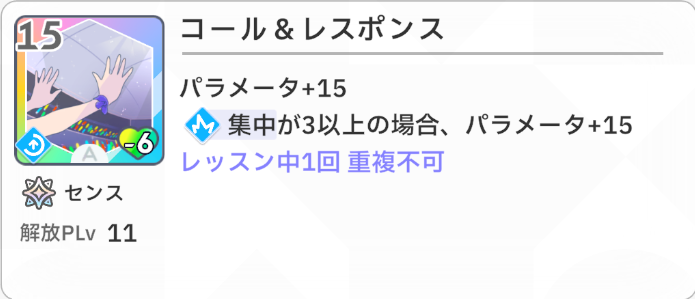 15
コール＆レスポンス
パラメータ+15
集中が3以上の場合、パラメータ+15
レッスン中1回 重複不可
A
-6
センス
解放PLv 11